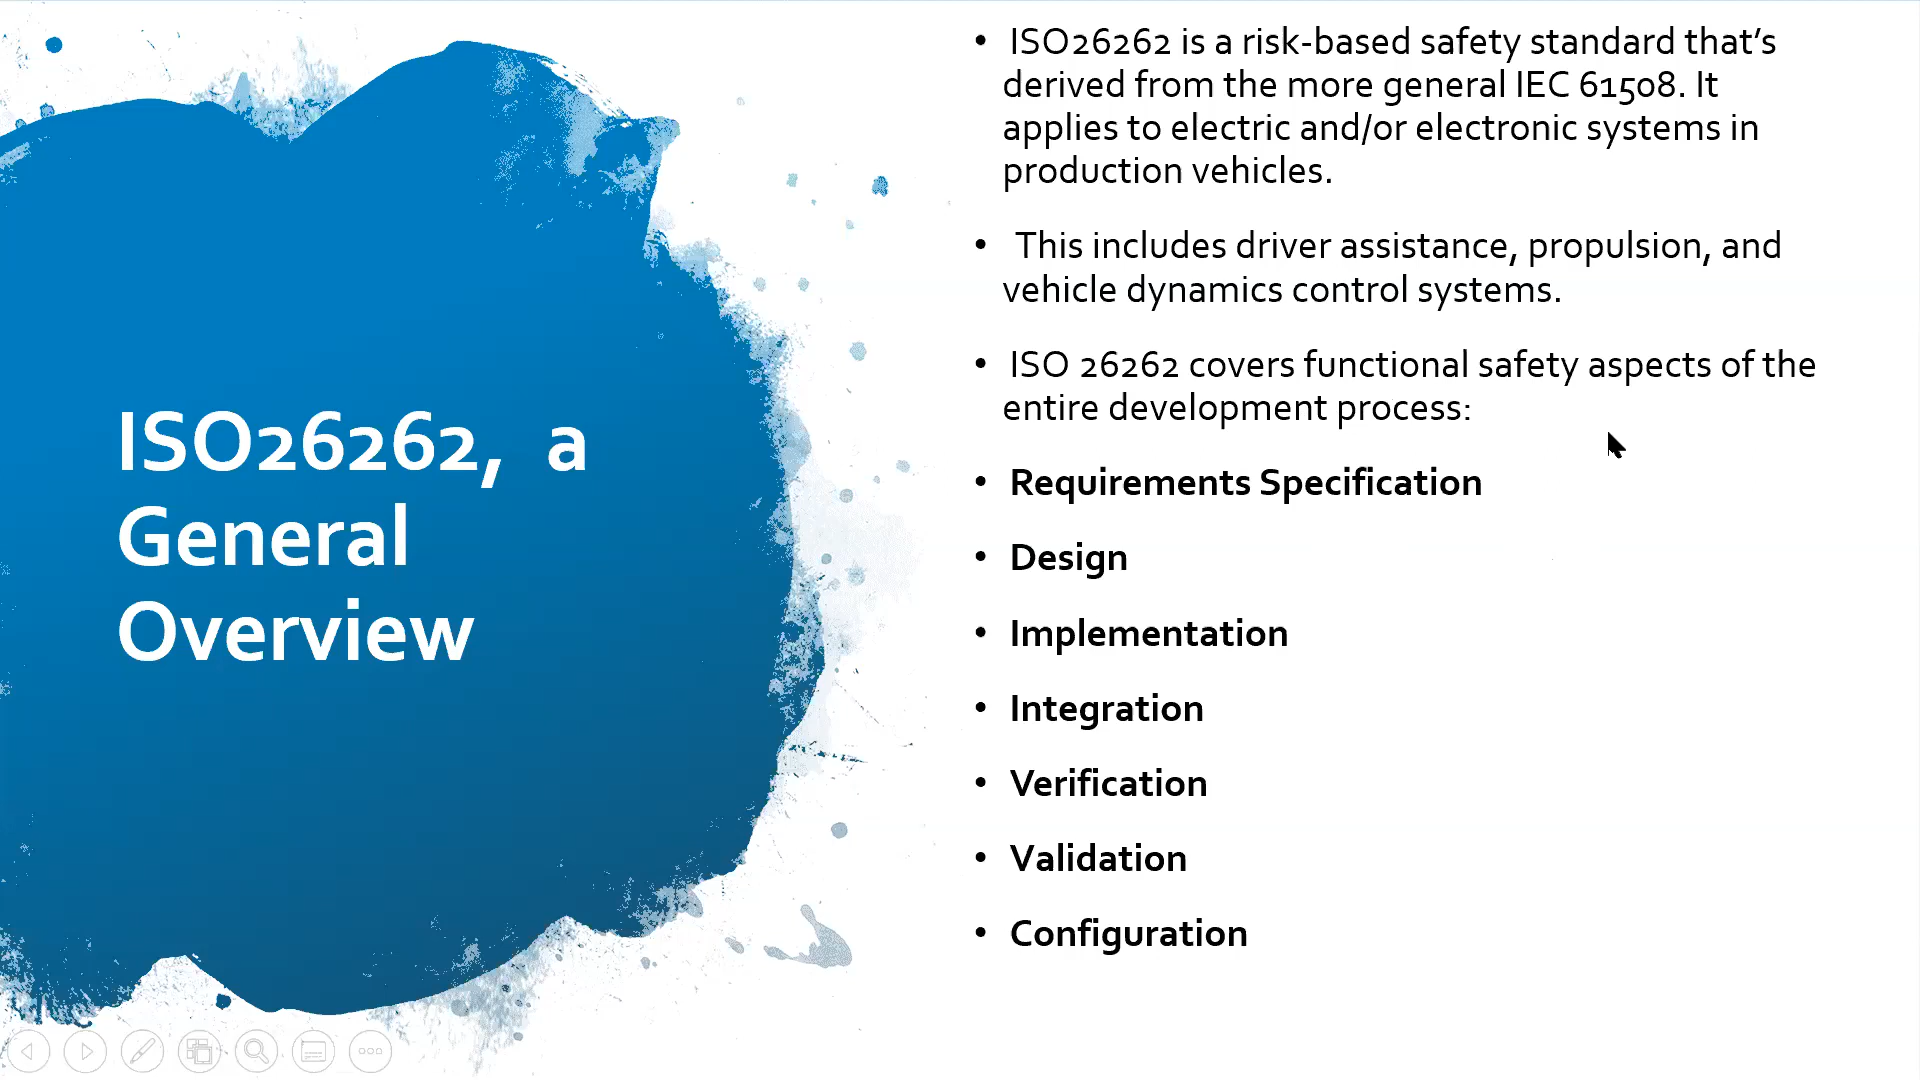 ISO26262, a
General
Overview
• ISO26262 is a risk-based safety standard that’s
derived from the more general IEC 61508. It
applies to electric and/or electronic systems in
production vehicles.
• This includes driver assistance, propulsion, and
vehicle dynamics control systems.
• ISO 26262 covers functional safety aspects of the
entire development process:
• Requirements Specification
• Design
• Implementation
• Integration
• Verification
• Validation
• Configuration